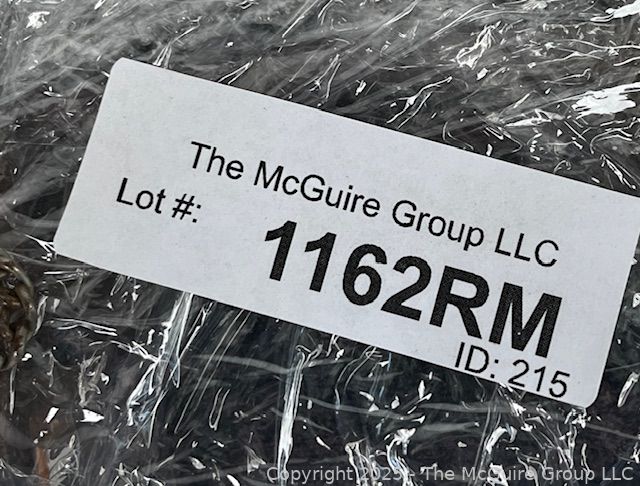 The McGuire Group LLC
Lot #:
1162RM
ID: 215
Copyright 2025 - The McGuire Group LLC